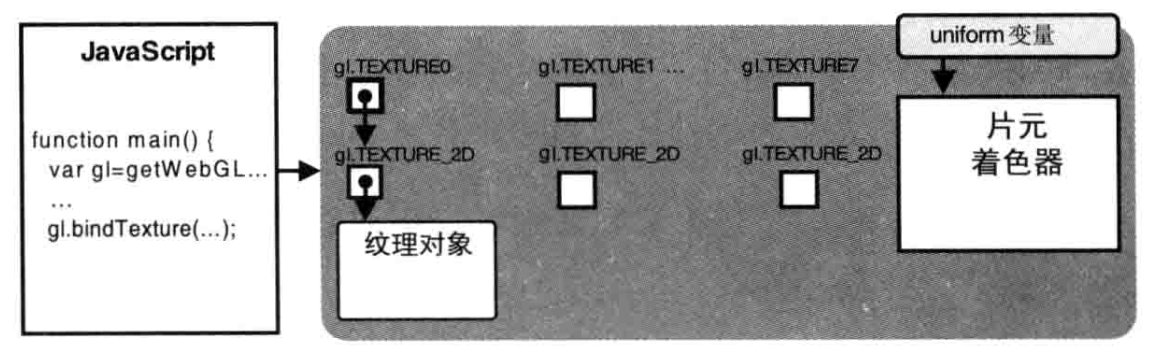 JavaScript
function main() {
var gl=getWebGL...
...
gl.bindTexture(...);
gl.TEXTURE0
gl.TEXTURE1 ...
gl.TEXTURE7
gl.TEXTURE_2D
gl.TEXTURE_2D
gl.TEXTURE_2D
纹理对象
uniform 变量
片元
着色器